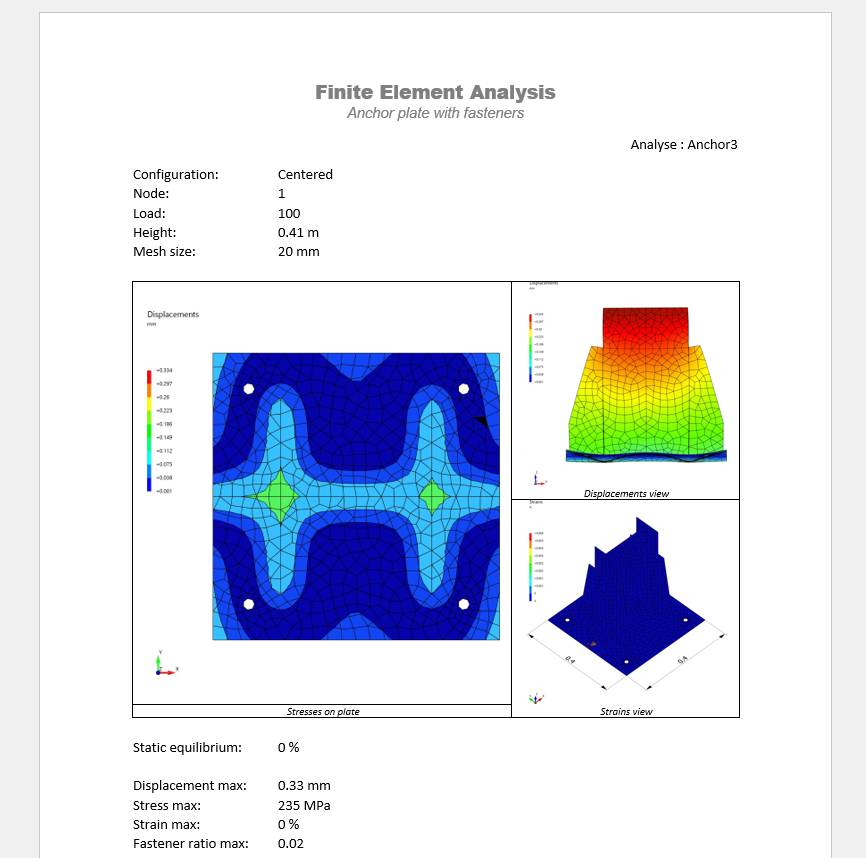 Finite Element Analysis
Anchor plate with fasteners
Analyse : Anchor3
Configuration: Centered
Node: 1
Load: 100
Height: 0.41 m
Mesh size: 20 mm
Displacements
mm
+0.334
+0.297
+0.26
+0.223
+0.186
+0.149
+0.112
+0.075
+0.038
+0.001
Y
Z
X
Stresses on plate
Displacements
mm
Displacements view
Strains
0.4
0.4
Strains view
Static equilibrium: 0 %
Displacement max: 0.33 mm
Stress max: 235 MPa
Strain max: 0 %
Fastener ratio max: 0.02